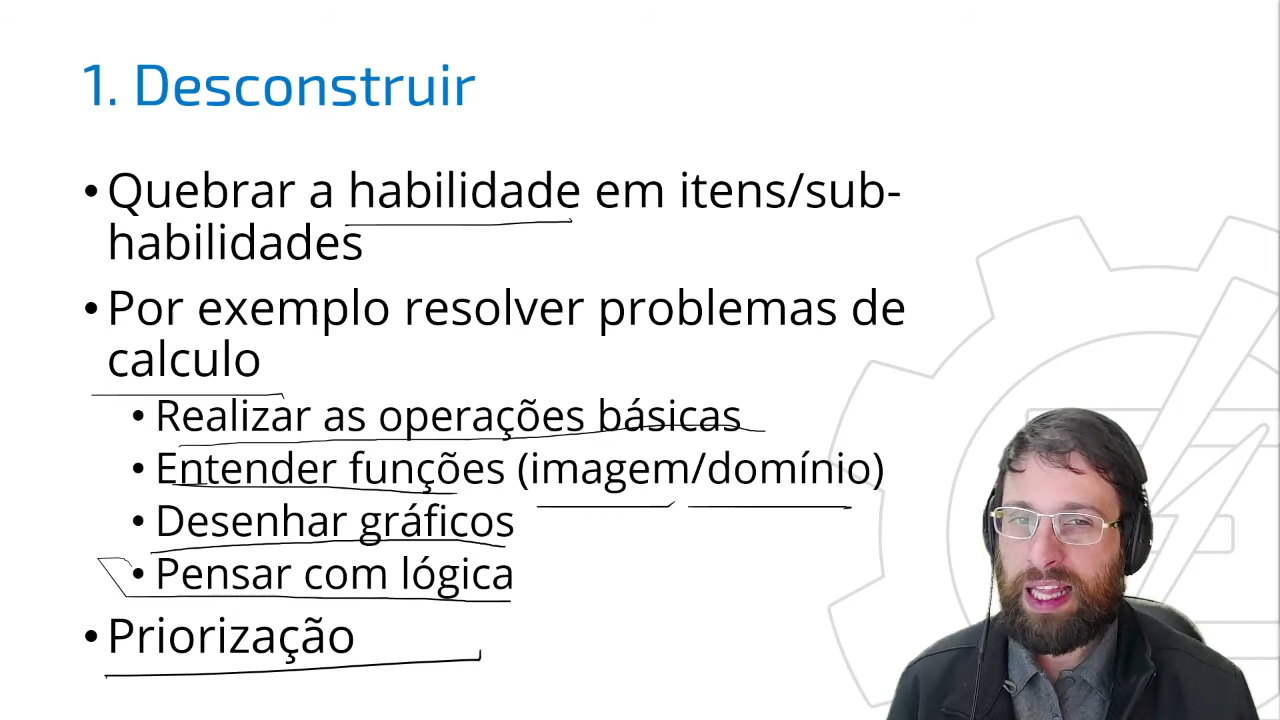 1. Desconstruir
• Quebrar a habilidade em itens/sub-
habilidades
• Por exemplo resolver problemas de
calculo
• Realizar as operações básicas
• Entender funções (imagem/domínio)
• Desenhar gráficos
• Pensar com lógica
• Priorização